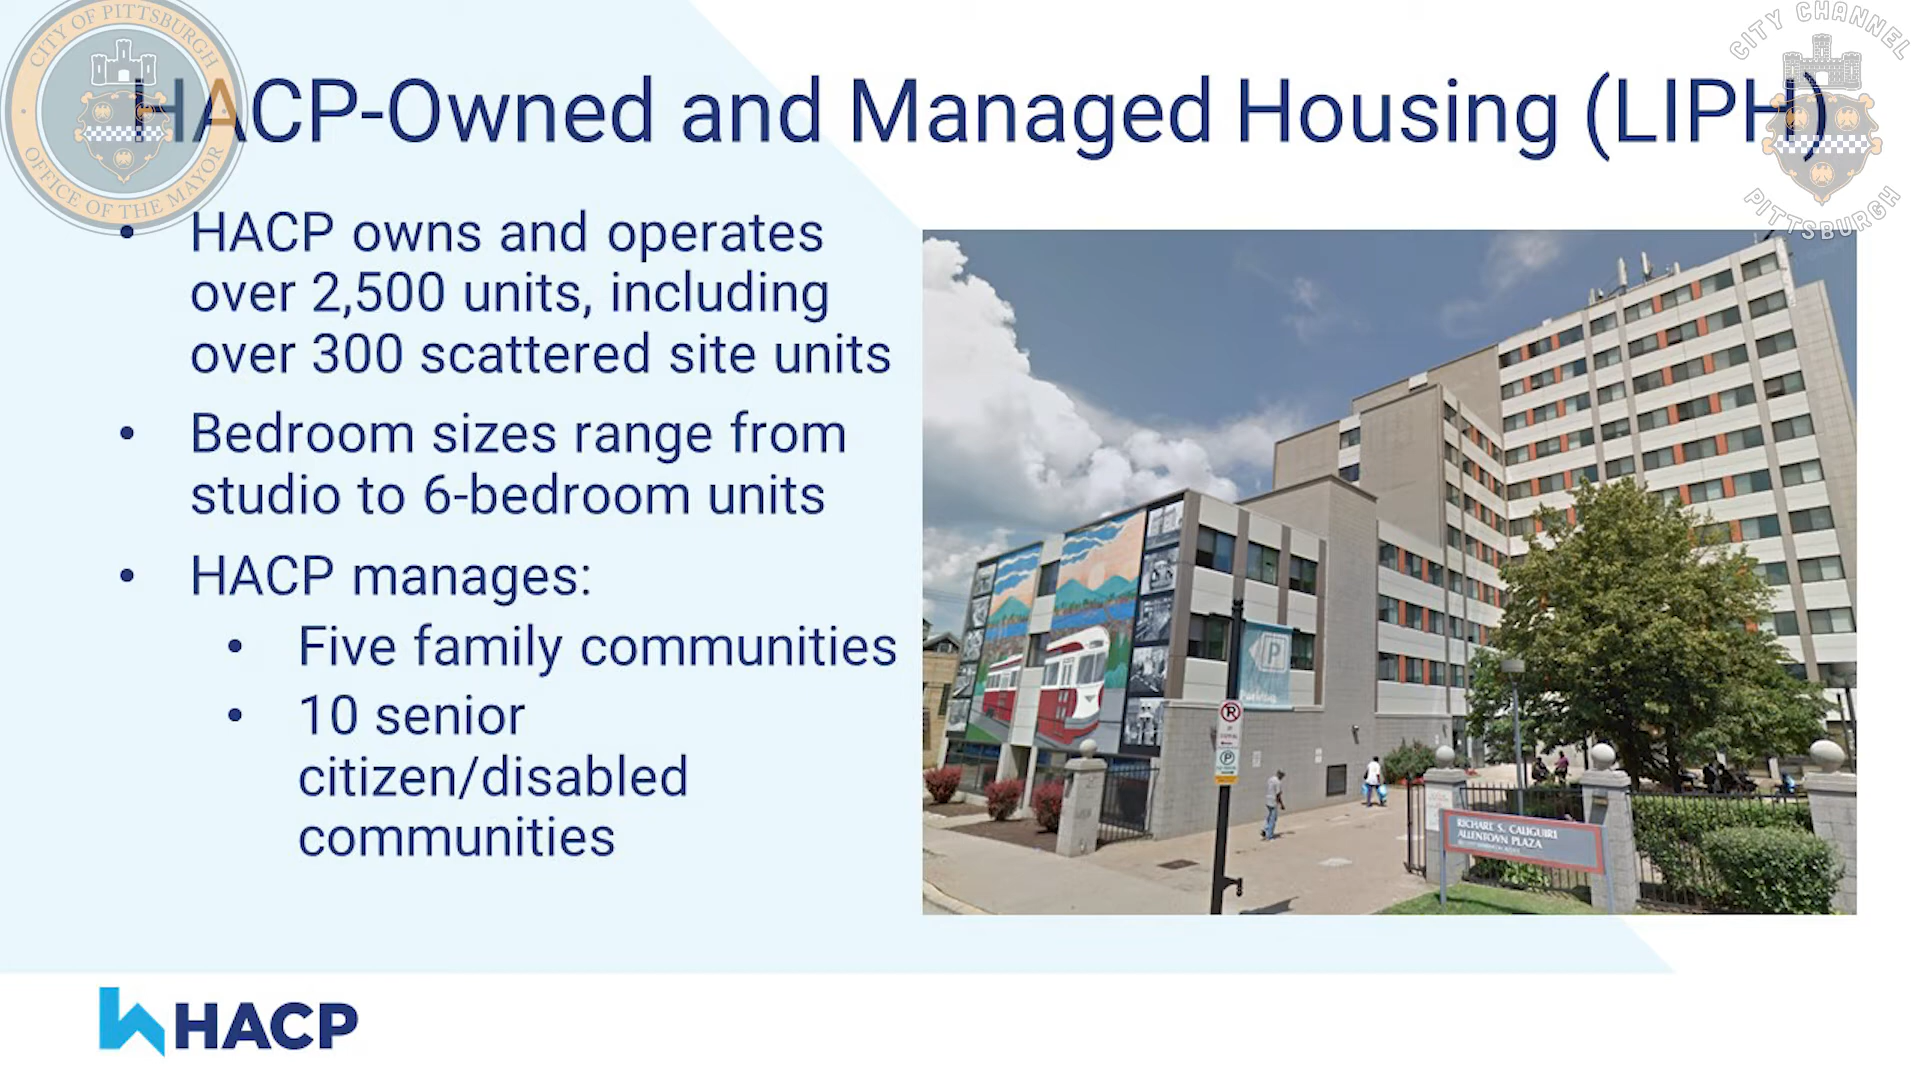 CITY OF PITTSBURGH
OFFICE OF THE MAYOR
CITY CHANNEL
PITTSBURGH
HACP-Owned and Managed Housing (LIPH)
• HACP owns and operates
over 2,500 units, including
over 300 scattered site units
• Bedroom sizes range from
studio to 6-bedroom units
• HACP manages:
• Five family communities
• 10 senior
citizen/disabled
communities
P
R
P
RICHARD S. CALIGUIRI
ALLENTOWN PLAZA
HACP